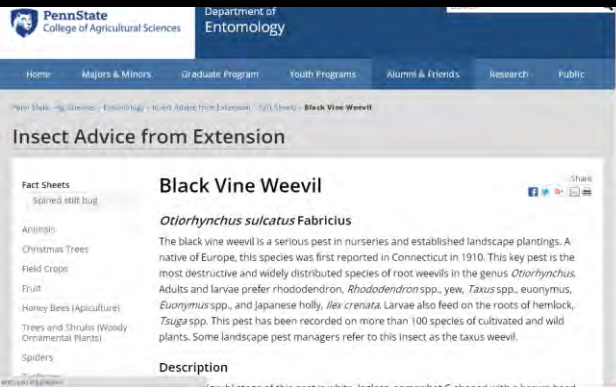 PennState
College of Agricultural Sciences
Department of
Entomology
Home Majors & Minors Graduate Program Youth Programs Alumni & Friends Research Public
Entomology Insect Advice from Extension Fact Sheets Black Vine Weevil
Insect Advice from Extension
Fact Sheets
Spined stilt bug
Animals
Christmas Trees
Field Crops
Fruit
Honey Bees (Apiculture)
Trees and Shrubs (Woody
Ornamental Plants)
Spiders
Black Vine Weevil
Share
Otiorhynchus sulcatus Fabricius
The black vine weevil is a serious pest in nurseries and established landscape plantings. A
native of Europe, this species was first reported in Connecticut in 1910. This key pest is the
most destructive and widely distributed species of root weevils in the genus Otiorhynchus.
Adults and larvae prefer rhododendron, Rhododendron spp., yew, Taxus spp., euonymus,
Euonymus spp., and Japanese holly, Ilex crenata. Larvae also feed on the roots of hemlock,
Tsuga spp. This pest has been recorded on more than 100 species of cultivated and wild
plants. Some landscape pest managers refer to this insect as the taxus weevil.
Description